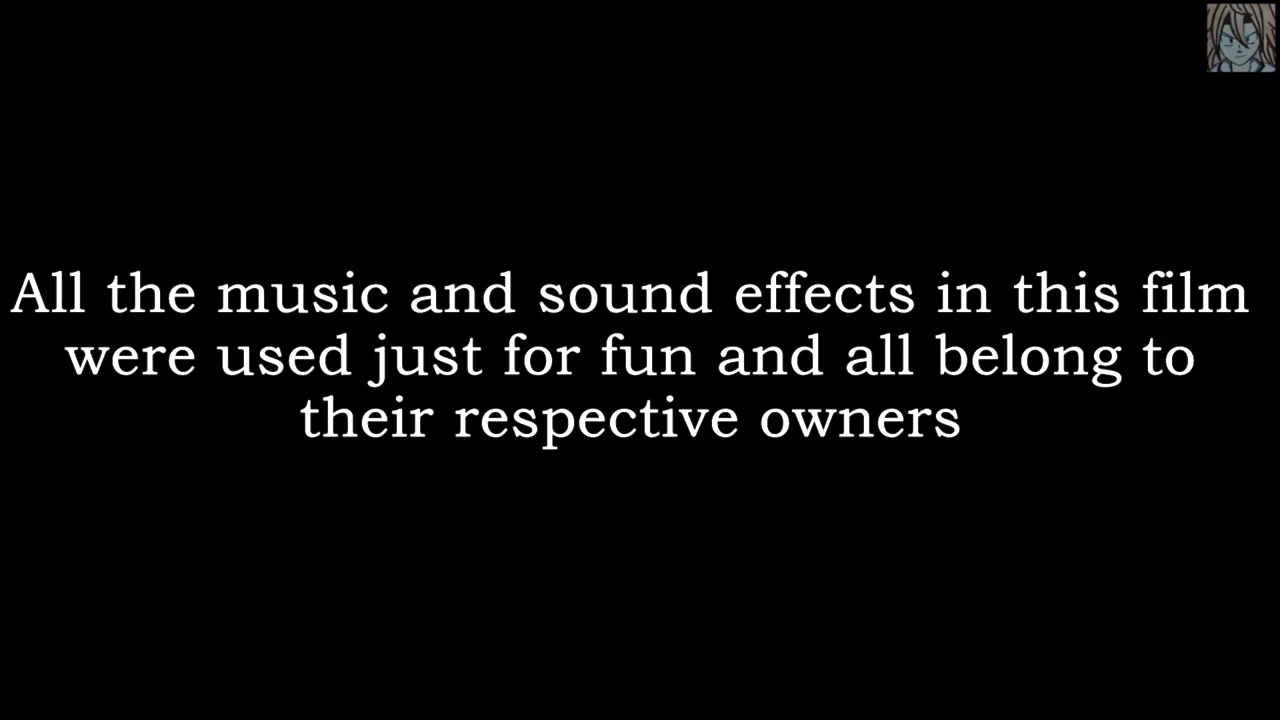 All the music and sound effects in this film
were used just for fun and all belong to
their respective owners